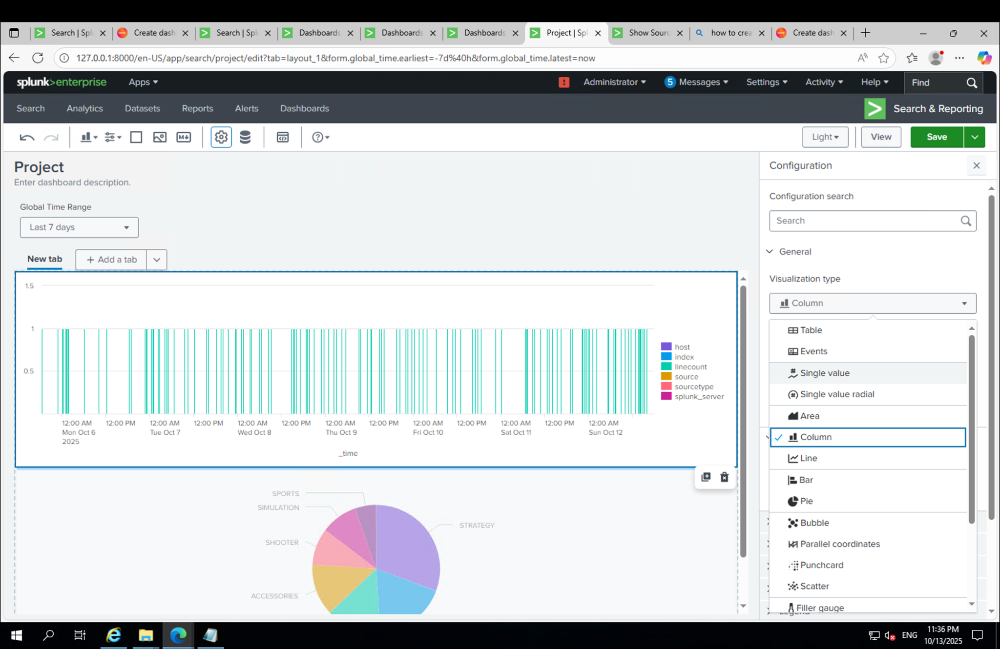 Search | Spl
Create dash
Search | Spl
Dashboards
Dashboards
Dashboards
Project | Spl
Show Sourc
how to crea
Create dash
127.0.0.1:8000/en-US/app/search/project/edit?tab=layout_1&form.global_time.earliest=-7d%40h&form.global_time.latest=now
splunk>enterprise
Apps
Administrator
5 Messages
Settings
Activity
Help
Find
Search
Analytics
Datasets
Reports
Alerts
Dashboards
Search & Reporting
Light
View
Save
Project
Enter dashboard description.
Global Time Range
Last 7 days
New tab
+ Add a tab
1.5
1
0.5
12:00 AM
Mon Oct 6
2025
12:00 PM
12:00 AM
Tue Oct 7
12:00 PM
12:00 AM
Wed Oct 8
12:00 PM
12:00 AM
Thu Oct 9
12:00 PM
12:00 AM
Fri Oct 10
12:00 PM
12:00 AM
Sat Oct 11
12:00 PM
12:00 AM
Sun Oct 12
_time
host
index
linecount
source
sourcetype
splunk_server
SPORTS
SIMULATION
SHOOTER
ACCESSORIES
STRATEGY
Configuration
Configuration search
Search
General
Visualization type
Column
Table
Events
Single value
Single value radial
Area
Column
Line
Bar
Pie
Bubble
Parallel coordinates
Punchcard
Scatter
Filler gauge
Legend
ENG
11:36 PM
10/13/2025